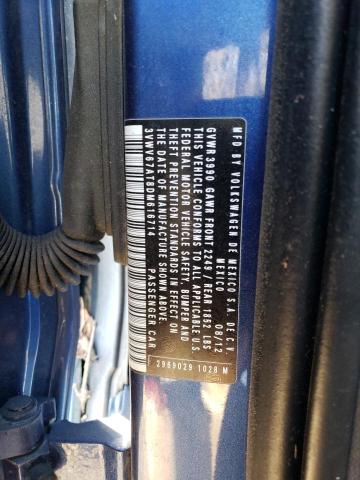 MFD BY VOLKSWAGEN DE MEXICO S.A. DE C.V.
MEXICO 08/12
GVWR 3990 GAWR FRONT 2249 / REAR 1852 LBS
THIS VEHICLE CONFORMS TO ALL APPLICABLE U.S.
FEDERAL MOTOR VEHICLE SAFETY, BUMPER AND
THEFT PREVENTION STANDARDS IN EFFECT ON
THE DATE OF MANUFACTURE SHOWN ABOVE.
3VWV67A1 PASSENGER CAR
2969029 1028 M